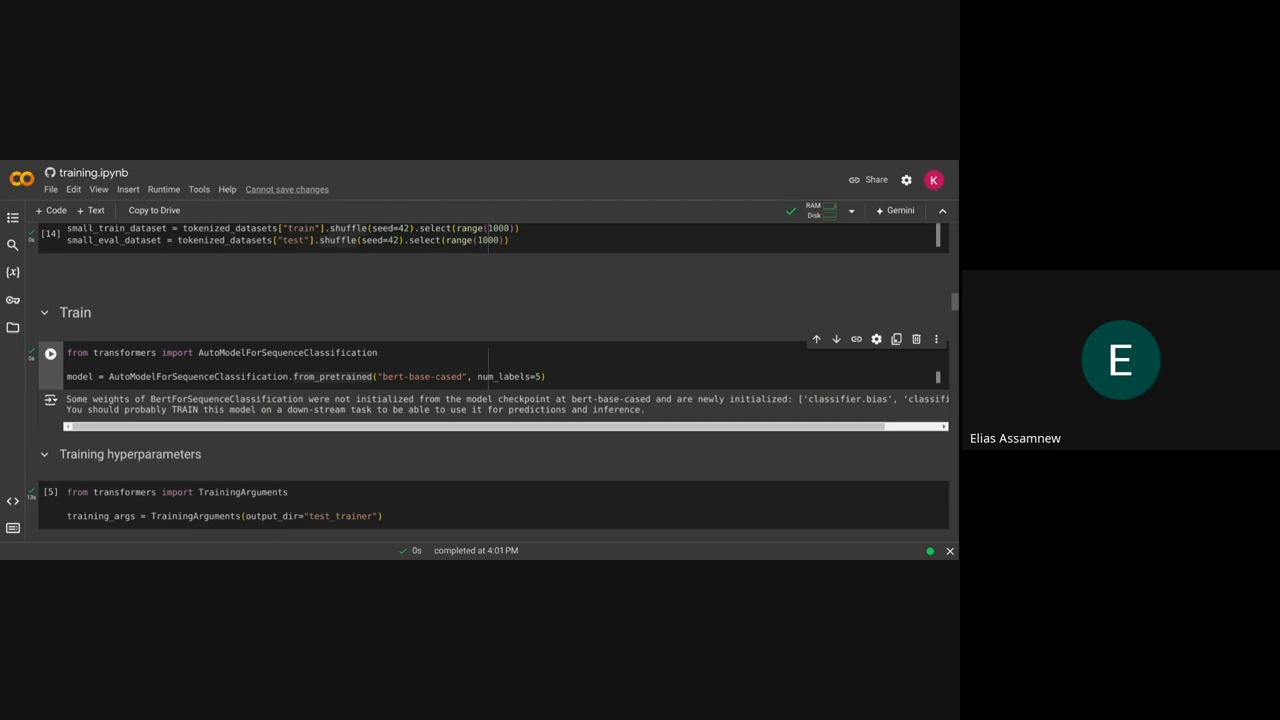 training.ipynb
File Edit View Insert Runtime Tools Help Cannot save changes
Share
K
+ Code + Text Copy to Drive
RAM
Disk
Gemini
[14] small_train_dataset = tokenized_datasets["train"].shuffle(seed=42).select(range(1000))
0s
small_eval_dataset = tokenized_datasets["test"].shuffle(seed=42).select(range(1000))
Train
0s
from transformers import AutoModelForSequenceClassification
model = AutoModelForSequenceClassification.from_pretrained("bert-base-cased", num_labels=5)
Some weights of BertForSequenceClassification were not initialized from the model checkpoint at bert-base-cased and are newly initialized: ['classifier.bias', 'classifi
You should probably TRAIN this model on a down-stream task to be able to use it for predictions and inference.
Training hyperparameters
[5] from transformers import TrainingArguments
13s
training_args = TrainingArguments(output_dir="test_trainer")
0s completed at 4:01 PM
E
Elias Assamnew